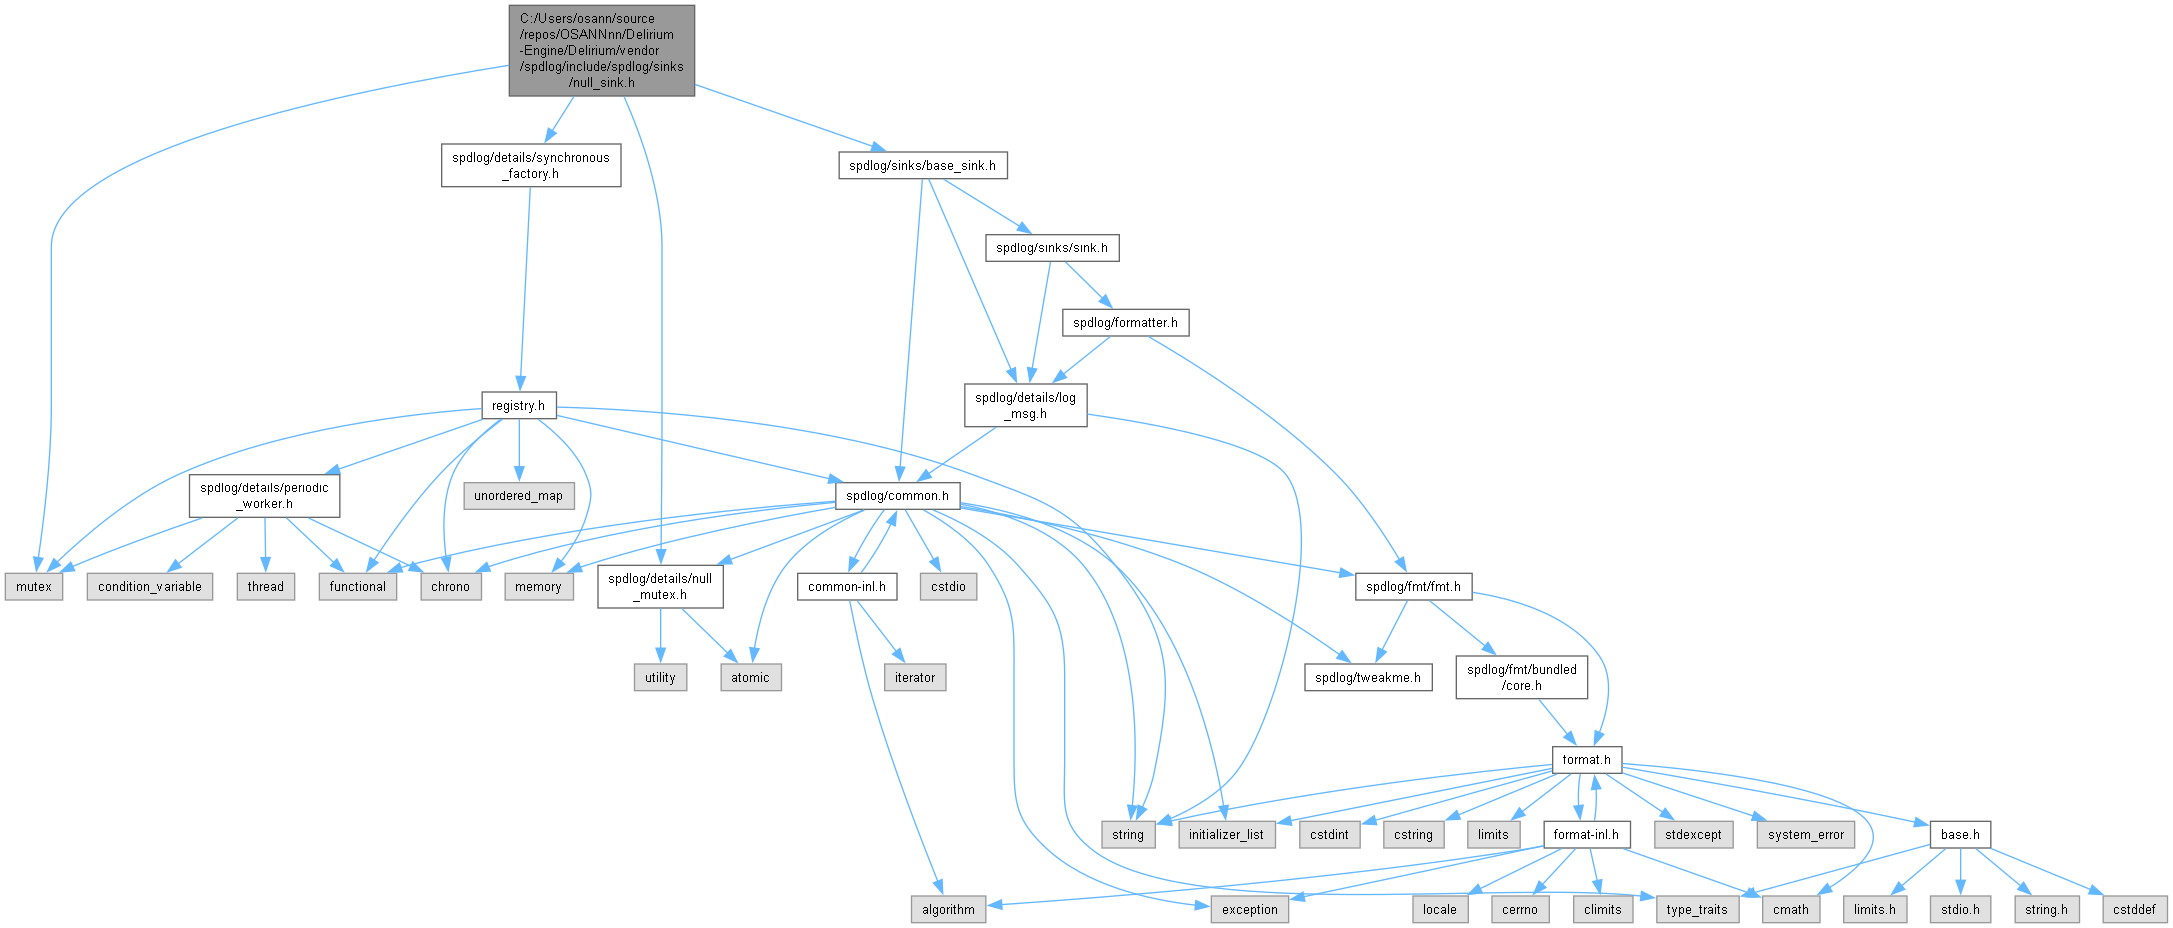 C:/Users/osann/source
/repos/OSANNnn/Delirium
-Engine/Delirium/vendor
/spdlog/include/spdlog/sinks
/null_sink.h
spdlog/details/synchronous
_factory.h
spdlog/sinks/base_sink.h
spdlog/sinks/sink.h
spdlog/formatter.h
registry.h
spdlog/details/log
_msg.h
spdlog/details/periodic
_worker.h
unordered_map
spdlog/common.h
mutex
condition_variable
thread
functional
chrono
memory
spdlog/details/null
_mutex.h
common-inl.h
cstdio
spdlog/fmt/fmt.h
utility
atomic
iterator
spdlog/tweakme.h
spdlog/fmt/bundled
/core.h
format.h
string
initializer_list
cstdint
cstring
limits
format-inl.h
stdexcept
system_error
base.h
algorithm
exception
locale
cerrno
climits
type_traits
cmath
limits.h
stdio.h
string.h
cstddef